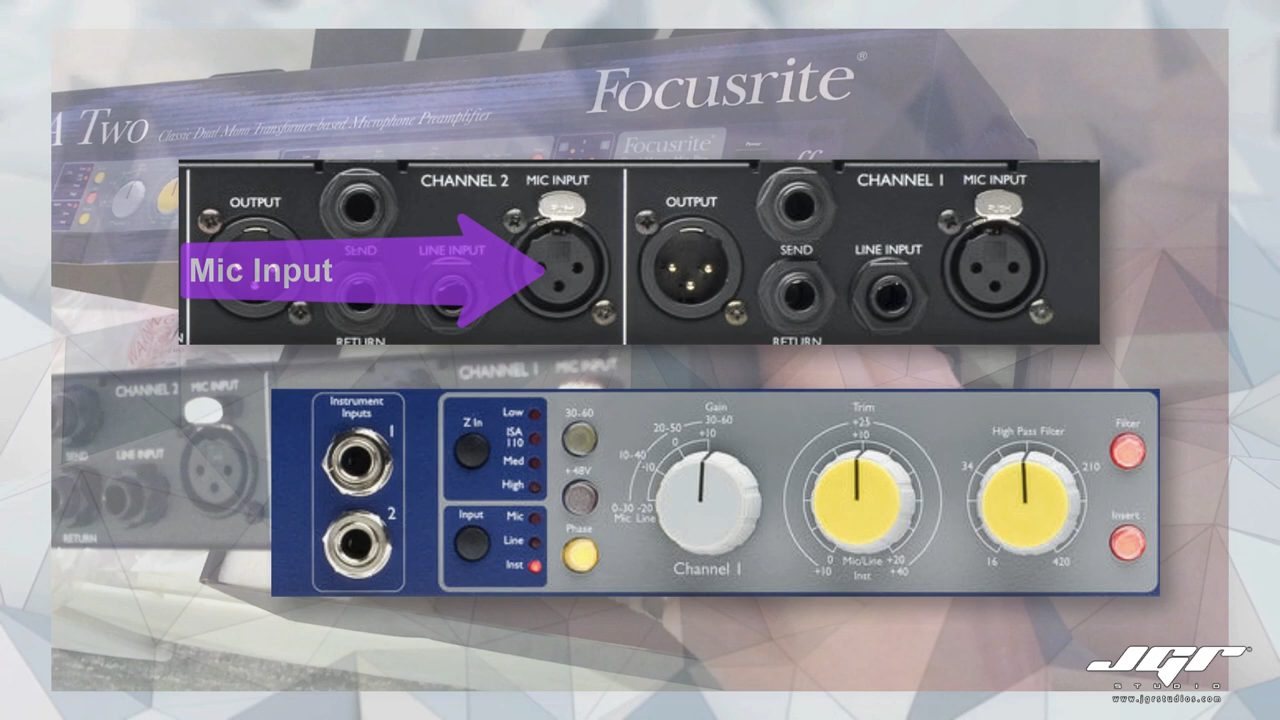 Focusrite®
A Two Classic Dual Mono Transformer-based Microphone Preamplifier
Focusrite
CHANNEL 2 MIC INPUT CHANNEL 1 MIC INPUT
OUTPUT OUTPUT
SEND LINE INPUT SEND LINE INPUT
Mic Input
RETURN RETURN
CHANNEL 1 MIC INPUT
CHANNEL 2 MIC INPUT
SEND LINE INPUT
RETURN
Instrument
Inputs
1
2
Z In
Low
ISA
110
Med
High
Input
Mic
Line
Inst
30-60
+48V
Phase
Gain
30-60
20-50
+10
0
10-40
-10
0-30 -20
Mic Line
Channel 1
Trim
+25
+10
0 Mic/Line +20
+10 Inst +40
High Pass Filter
34 210
16 420
Filter
Insert
JGR
STUDIO
www.jgrstudios.com